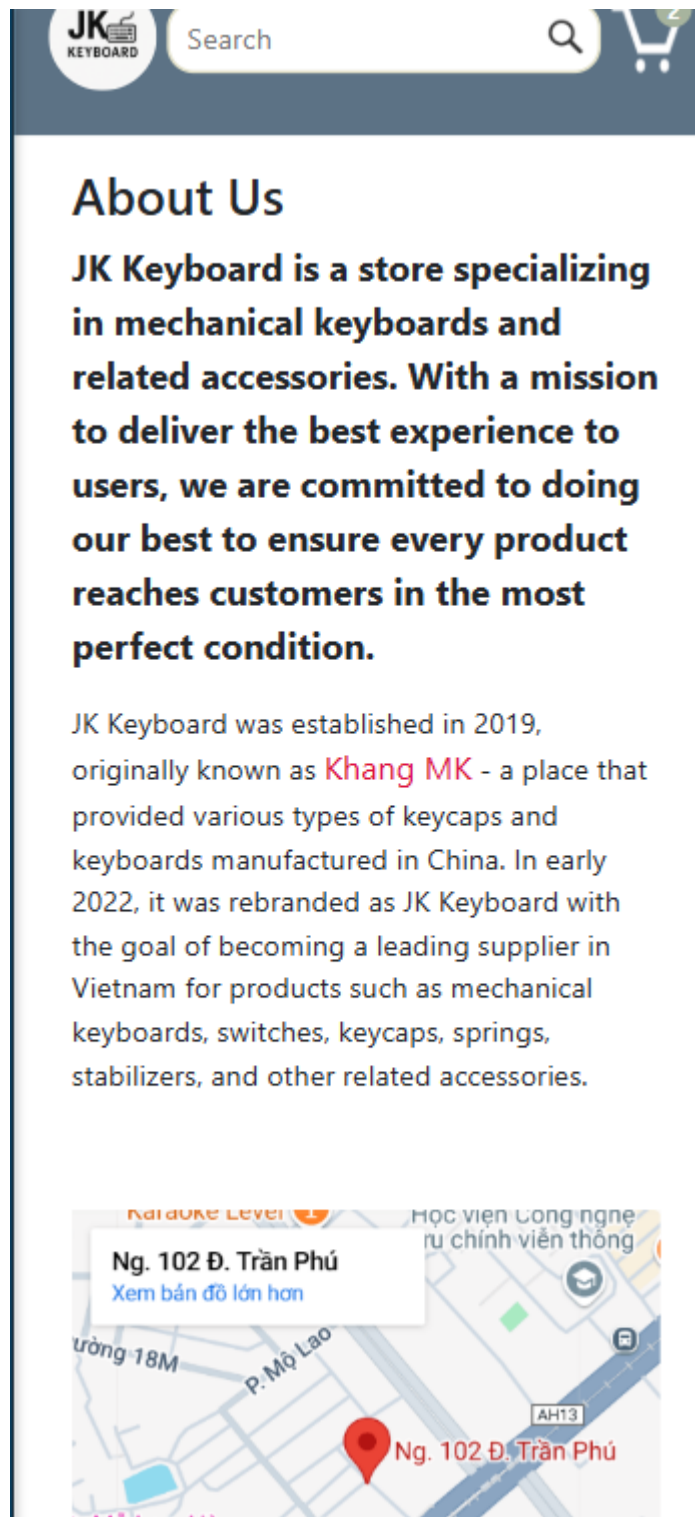 JK
KEYBOARD
Search
2
About Us
JK Keyboard is a store specializing
in mechanical keyboards and
related accessories. With a mission
to deliver the best experience to
users, we are committed to doing
our best to ensure every product
reaches customers in the most
perfect condition.
JK Keyboard was established in 2019,
originally known as Khang MK - a place that
provided various types of keycaps and
keyboards manufactured in China. In early
2022, it was rebranded as JK Keyboard with
the goal of becoming a leading supplier in
Vietnam for products such as mechanical
keyboards, switches, keycaps, springs,
stabilizers, and other related accessories.
Karaoke Level 1
Học viện Công nghệ
ưu chính viễn thông
Ng. 102 Đ. Trần Phú
Xem bản đồ lớn hơn
ường 18M
P. Mộ Lao
AH13
Ng. 102 Đ. Trần Phú